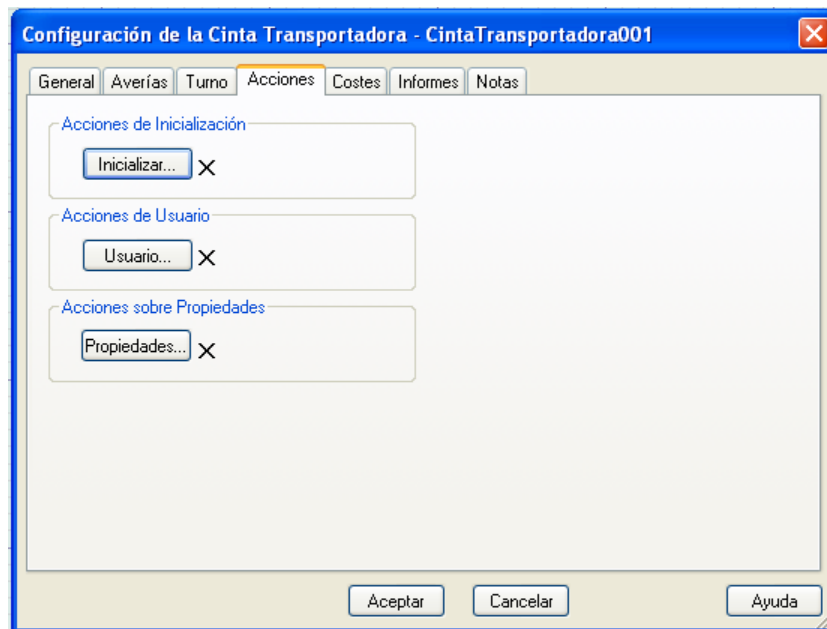 Configuración de la Cinta Transportadora - CintaTransportadora001
General Averías Turno Acciones Costes Informes Notas
Acciones de Inicialización
Inicializar...
Acciones de Usuario
Usuario...
Acciones sobre Propiedades
Propiedades...
Aceptar Cancelar Ayuda